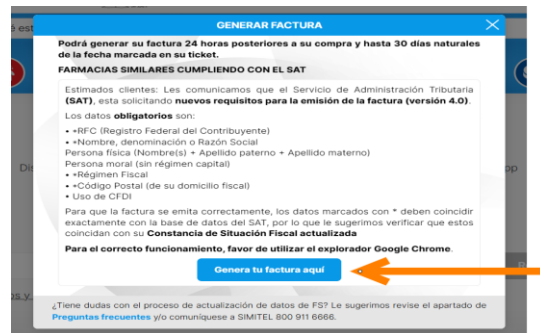 GENERAR FACTURA
Podrá generar su factura 24 horas posteriores a su compra y hasta 30 días naturales
de la fecha marcada en su ticket.
FARMACIAS SIMILARES CUMPLIENDO CON EL SAT
Estimados clientes: Les comunicamos que el Servicio de Administración Tributaria
(SAT), esta solicitando nuevos requisitos para la emisión de la factura (versión 4.0).
Los datos obligatorios son:
• *RFC (Registro Federal del Contribuyente)
• *Nombre, denominación o Razón Social
Persona física (Nombre(s) + Apellido paterno + Apellido materno)
Persona moral (sin régimen capital)
• *Régimen Fiscal
• *Código Postal (de su domicilio fiscal)
• Uso de CFDI
Para que la factura se emita correctamente, los datos marcados con * deben coincidir
exactamente con la base de datos del SAT, por lo que le sugerimos verificar que estos
coincidan con su Constancia de Situación Fiscal actualizada
Para el correcto funcionamiento, favor de utilizar el explorador Google Chrome.
Genera tu factura aquí
¿Tiene dudas con el proceso de actualización de datos de FS? Le sugerimos revise el apartado de
Preguntas frecuentes y/o comuníquese a SIMITEL 800 911 6666.